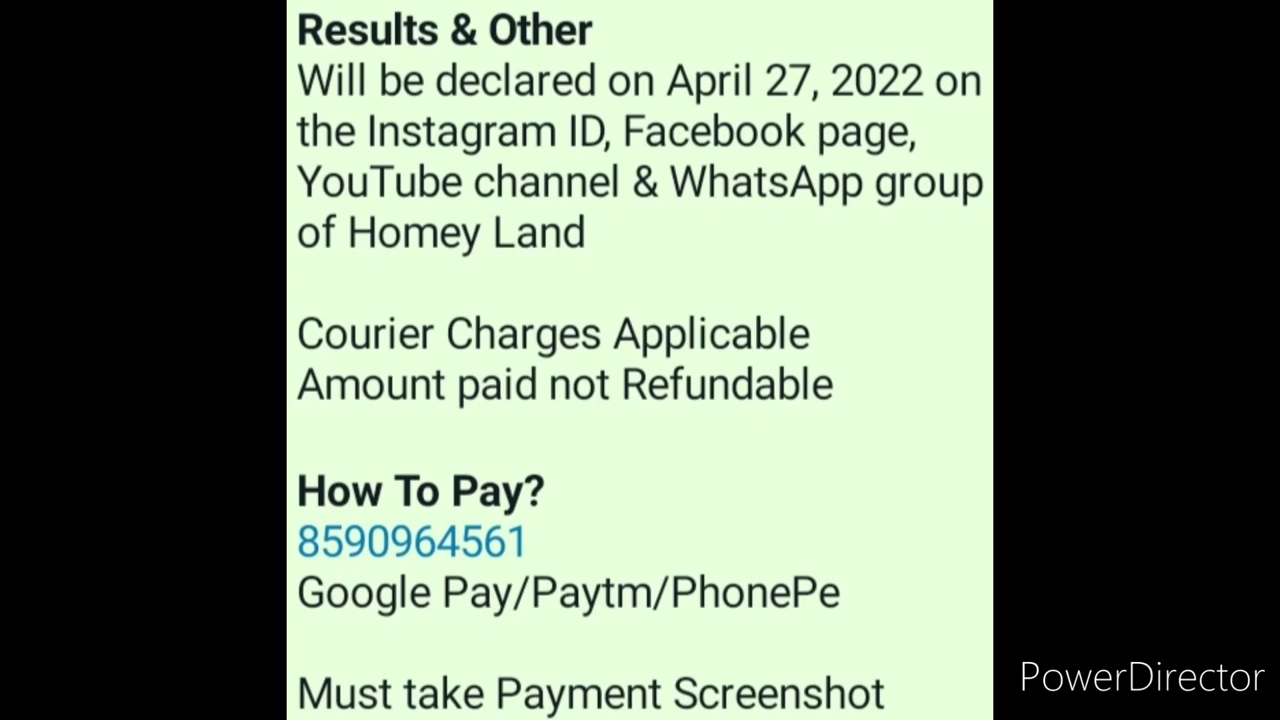 Results & Other
Will be declared on April 27, 2022 on
the Instagram ID, Facebook page,
YouTube channel & WhatsApp group
of Homey Land
Courier Charges Applicable
Amount paid not Refundable
How To Pay?
8590964561
Google Pay/Paytm/PhonePe
Must take Payment Screenshot
PowerDirector